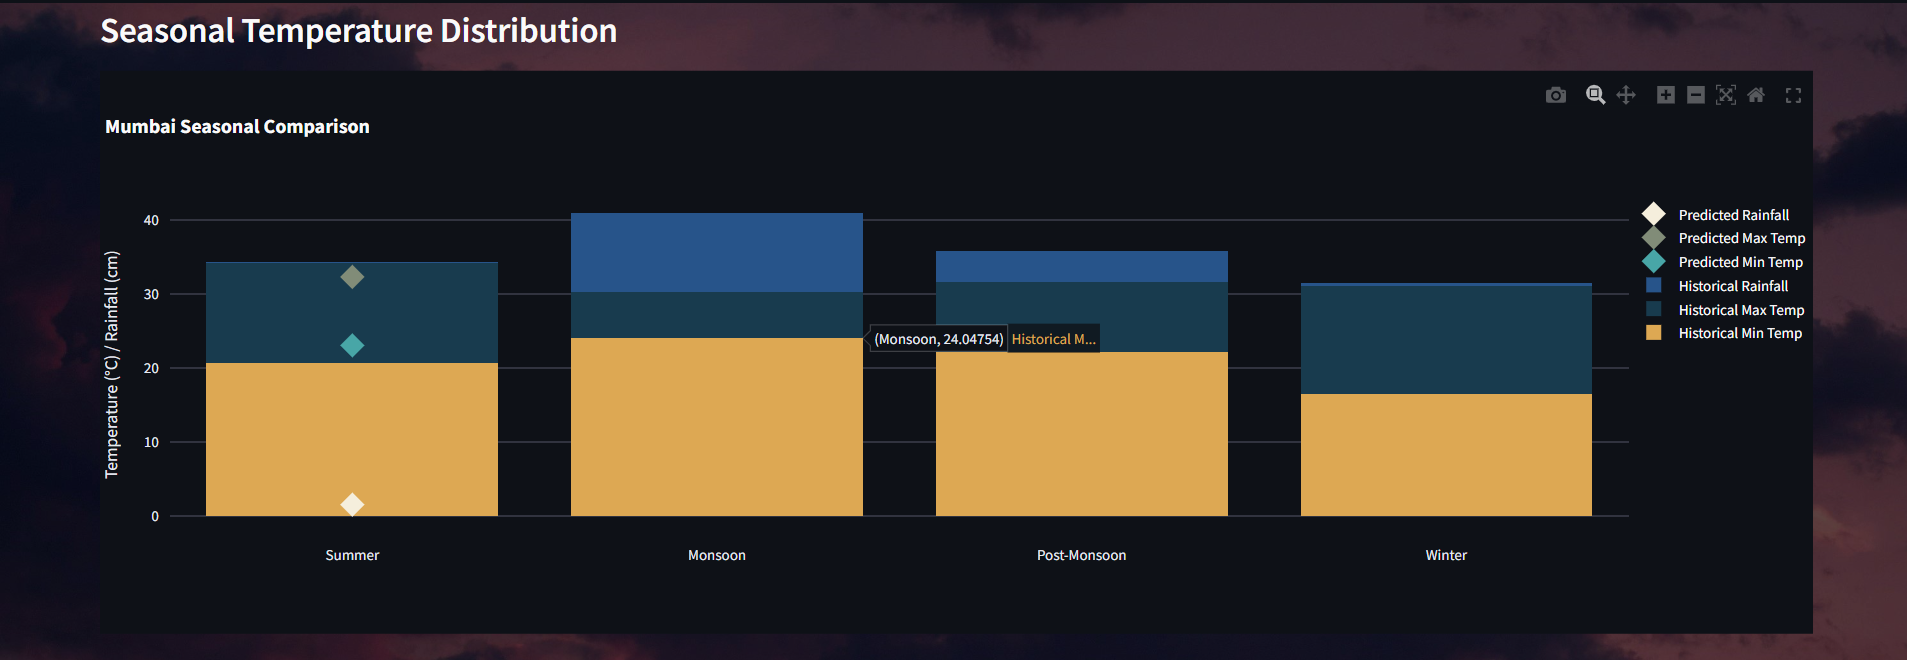 Seasonal Temperature Distribution
Mumbai Seasonal Comparison
Temperature (°C) / Rainfall (cm)
40
30
20
10
0
Summer
Monsoon
Post-Monsoon
Winter
(Monsoon, 24.04754) Historical M...
Predicted Rainfall
Predicted Max Temp
Predicted Min Temp
Historical Rainfall
Historical Max Temp
Historical Min Temp